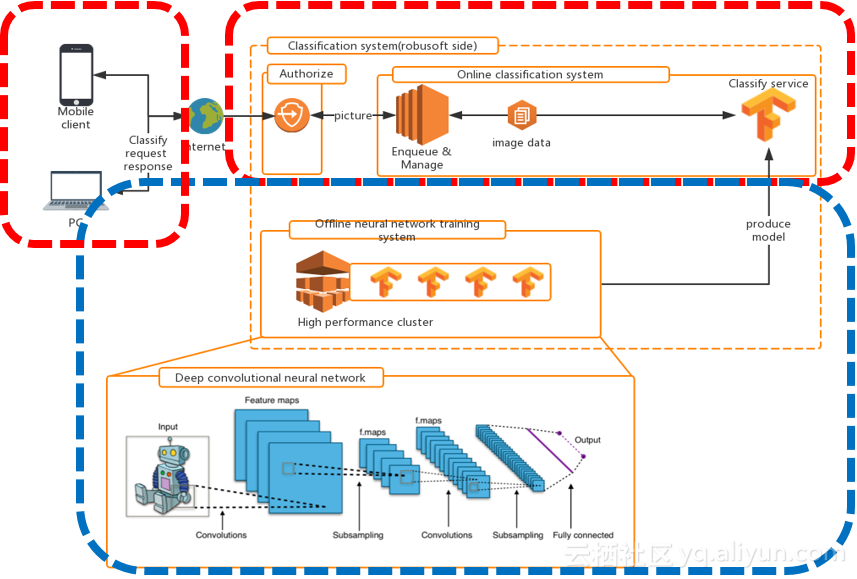 Classification system(robusoft side)
Authorize
Online classification system
Classify service
Mobile
client
picture
Classify
request
response
internet
Enqueue &
Manage
image data
PC
Offline neural network training
system
produce
model
High performance cluster
Deep convolutional neural network
Feature maps
Input
f.maps
f.maps
Output
Convolutions
Subsampling
Convolutions
Subsampling
Fully connected
云栖社区 yq.aliyun.com